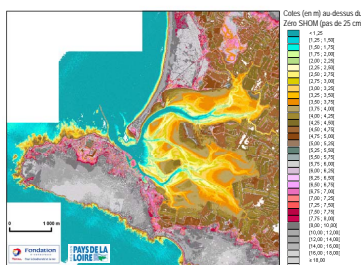 Cotes (en m) au-dessus du
Zéro SHOM (pas de 25 cm
< 1,25
[1,25 ; 1,50[
[1,50 ; 1,75[
[1,75 ; 2,00[
[2,00 ; 2,25[
[2,25 ; 2,50[
[2,50 ; 2,75[
[2,75 ; 3,00[
[3,00 ; 3,25[
[3,25 ; 3,50[
[3,50 ; 3,75[
[3,75 ; 4,00[
[4,00 ; 4,25[
[4,25 ; 4,50[
[4,50 ; 4,75[
[4,75 ; 5,00[
[5,00 ; 5,25[
[5,25 ; 5,50[
[5,50 ; 5,75[
[5,75 ; 6,00[
[6,00 ; 6,25[
[6,25 ; 6,50[
[6,50 ; 6,75[
[6,75 ; 7,00[
[7,00 ; 7,25[
[7,25 ; 7,50[
[7,50 ; 7,75[
[7,75 ; 8,00[
[8,00 ; 10,00[
[10,00 ; 12,00[
[12,00 ; 14,00[
[14,00 ; 16,00[
[16,00 ; 18,00[
≥ 18,00
0 1 000 m
Fondation
PAYS DE LA
LOIRE